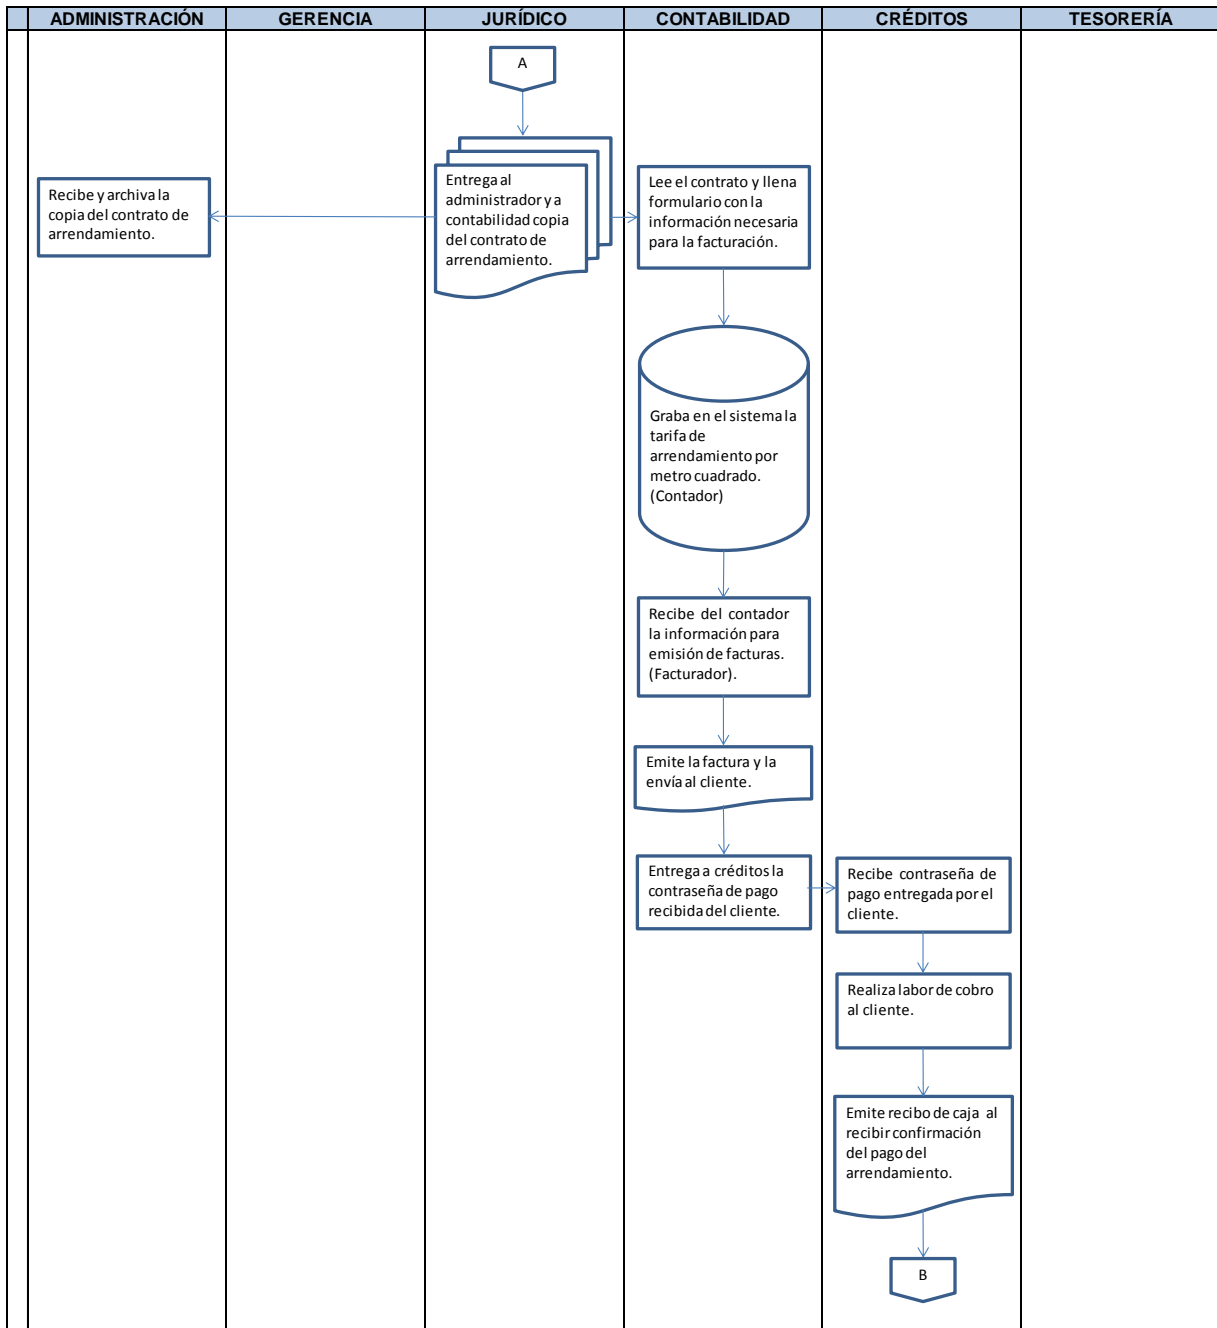 ADMINISTRACIÓN GERENCIA JURÍDICO CONTABILIDAD CRÉDITOS TESORERÍA
A
Recibe y archiva la
copia del contrato de
arrendamiento.
Entrega al
administrador y a
contabilidad copia
del contrato de
arrendamiento.
Lee el contrato y llena
formulario con la
información necesaria
para la facturación.
Graba en el sistema la
tarifa de
arrendamiento por
metro cuadrado.
(Contador)
Recibe del contador
la información para
emisión de facturas.
(Facturador).
Emite la factura y la
envía al cliente.
Entrega a créditos la
contraseña de pago
recibida del cliente.
Recibe contraseña de
pago entregada por el
cliente.
Realiza labor de cobro
al cliente.
Emite recibo de caja al
recibir confirmación
del pago del
arrendamiento.
B